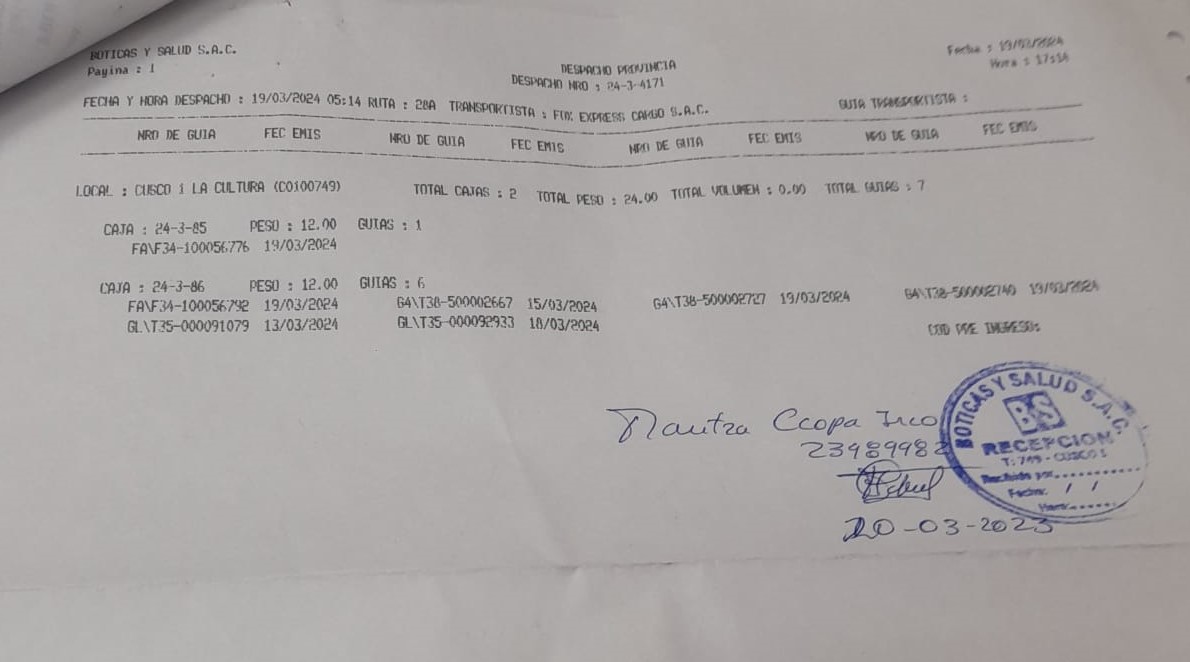 BOTICAS Y SALUD S.A.C.
Pagina : 1
Fecha : 19/03/2024
Hora : 17:14
DESPACHO PROVINCIA
DESPACHO NRO : 24-3-4171
FECHA Y HORA DESPACHO : 19/03/2024 05:14 RUTA : 28A TRANSPORTISTA : FOX EXPRESS CARGO S.A.C. GUIA TRANSPORTISTA :
NRO DE GUIA FEC EMIS NRO DE GUIA FEC EMIS NRO DE GUIA FEC EMIS NRO DE GUIA FEC EMIS
LOCAL : CUSCO 1 LA CULTURA (CO100749) TOTAL CAJAS : 2 TOTAL PESO : 24.00 TOTAL VOLUMEN : 0.00 TOTAL GUIAS : 7
CAJA : 24-3-85 PESO : 12.00 GUIAS : 1
FA\F34-100056776 19/03/2024
CAJA : 24-3-86 PESO : 12.00 GUIAS : 6
FA\F34-100056792 19/03/2024 G4\T38-500002667 15/03/2024 G4\T38-500002727 19/03/2024 G4\T38-500002740 19/03/2024
GL\T35-000091079 13/03/2024 GL\T35-000092933 18/03/2024
COD PRE INGRESO:
Ccopa
23989982
20-03-2023
BOTICAS Y SALUD S.A.C.
BS
RECEPCION
T: 749 - CUSCO 1
Recibido por
Fecha: / /
Hora: